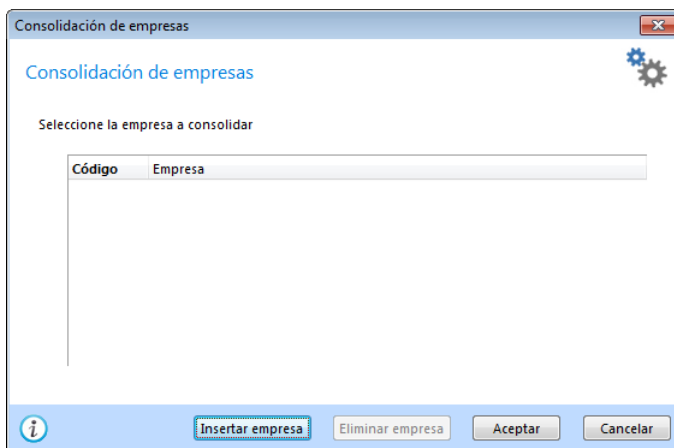 Consolidación de empresas
Consolidación de empresas
Seleccione la empresa a consolidar
Código Empresa
Insertar empresa Eliminar empresa Aceptar Cancelar